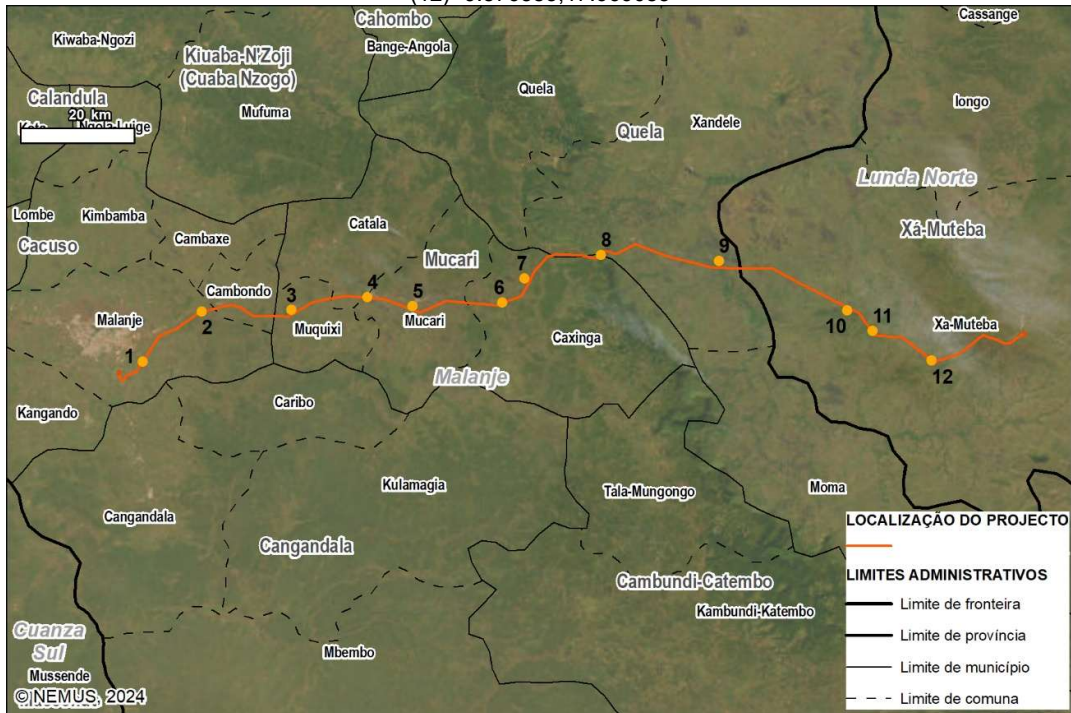 Cahombo
Cassange
Kiwaba-Ngozi
Bange-Angola
Kiuaba-N'Zoji
(Cuaba Nzogo)
Quela
Calandula
Mufuma
Iongo
20 km
Ngola-Luige
Quela
Xandele
Lunda Norte
Lombe
Kimbamba
Catala
Xá-Muteba
Cacuso
Cambaxe
Mucari
8
9
7
Cambondo
4
6
3
5
10
Malanje
2
Muquixi
Mucari
11
Xa-Muteba
Caxinga
1
12
Malanje
Kangando
Caribo
Kulamagia
Tala-Mungongo
Moma
Cangandala
Cangandala
Cambundi-Catembo
Kambundi-Katembo
Cuanza
Sul
Mbembo
Mussende
© NEMUS, 2024
LOCALIZAÇÃO DO PROJECTO
LIMITES ADMINISTRATIVOS
Limite de fronteira
Limite de província
Limite de município
Limite de comuna